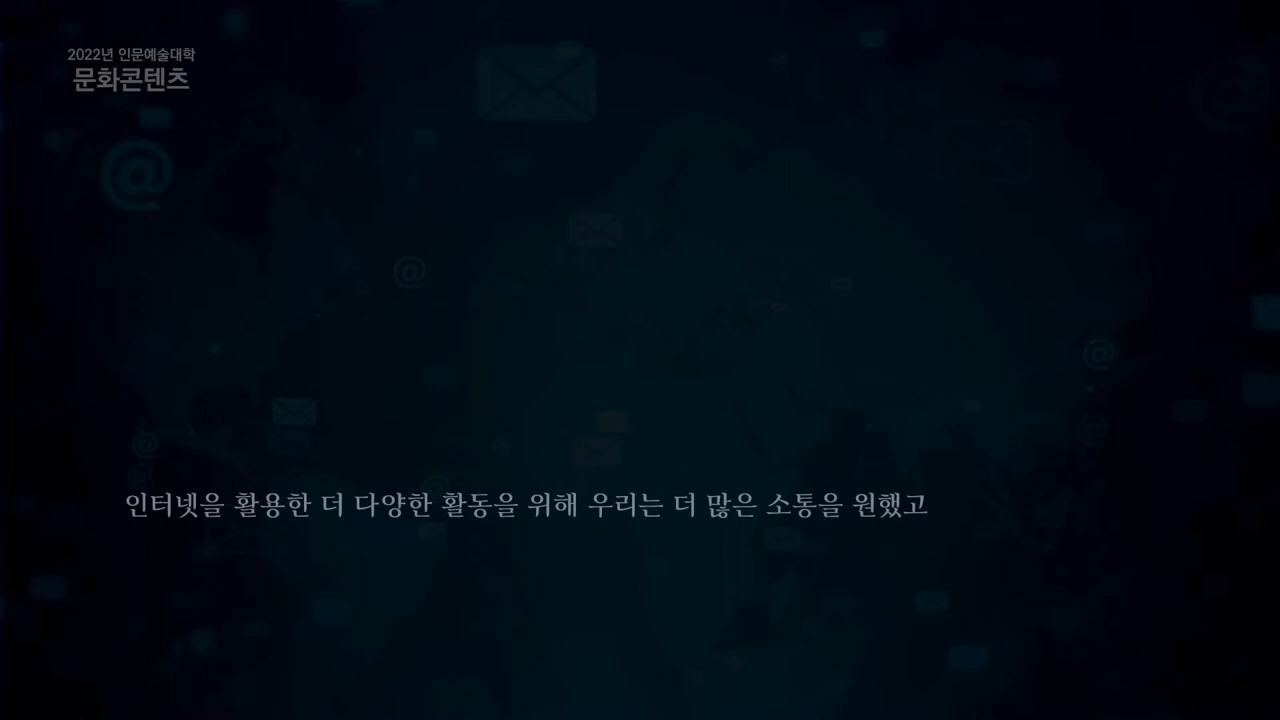 2022년 인문예술대학
문화콘텐츠
인터넷을 활용한 더 다양한 활동을 위해 우리는 더 많은 소통을 원했고